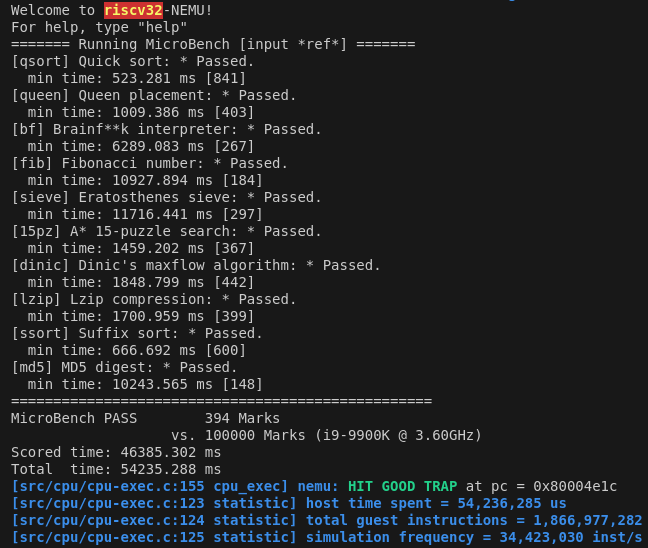 Welcome to riscv32-NEMU!
For help, type "help"
======= Running MicroBench [input *ref*] =======
[qsort] Quick sort: * Passed.
  min time: 523.281 ms [841]
[queen] Queen placement: * Passed.
  min time: 1009.386 ms [403]
[bf] Brainf**k interpreter: * Passed.
  min time: 6289.083 ms [267]
[fib] Fibonacci number: * Passed.
  min time: 10927.894 ms [184]
[sieve] Eratosthenes sieve: * Passed.
  min time: 11716.441 ms [297]
[15pz] A* 15-puzzle search: * Passed.
  min time: 1459.202 ms [367]
[dinic] Dinic's maxflow algorithm: * Passed.
  min time: 1848.799 ms [442]
[lzip] Lzip compression: * Passed.
  min time: 1700.959 ms [399]
[ssort] Suffix sort: * Passed.
  min time: 666.692 ms [600]
[md5] MD5 digest: * Passed.
  min time: 10243.565 ms [148]
==================================================
MicroBench PASS        394 Marks
                   vs. 100000 Marks (i9-9900K @ 3.60GHz)
Scored time: 46385.302 ms
Total  time: 54235.288 ms
[src/cpu/cpu-exec.c:155 cpu_exec] nemu: HIT GOOD TRAP at pc = 0x80004e1c
[src/cpu/cpu-exec.c:123 statistic] host time spent = 54,236,285 us
[src/cpu/cpu-exec.c:124 statistic] total guest instructions = 1,866,977,282
[src/cpu/cpu-exec.c:125 statistic] simulation frequency = 34,423,030 inst/s